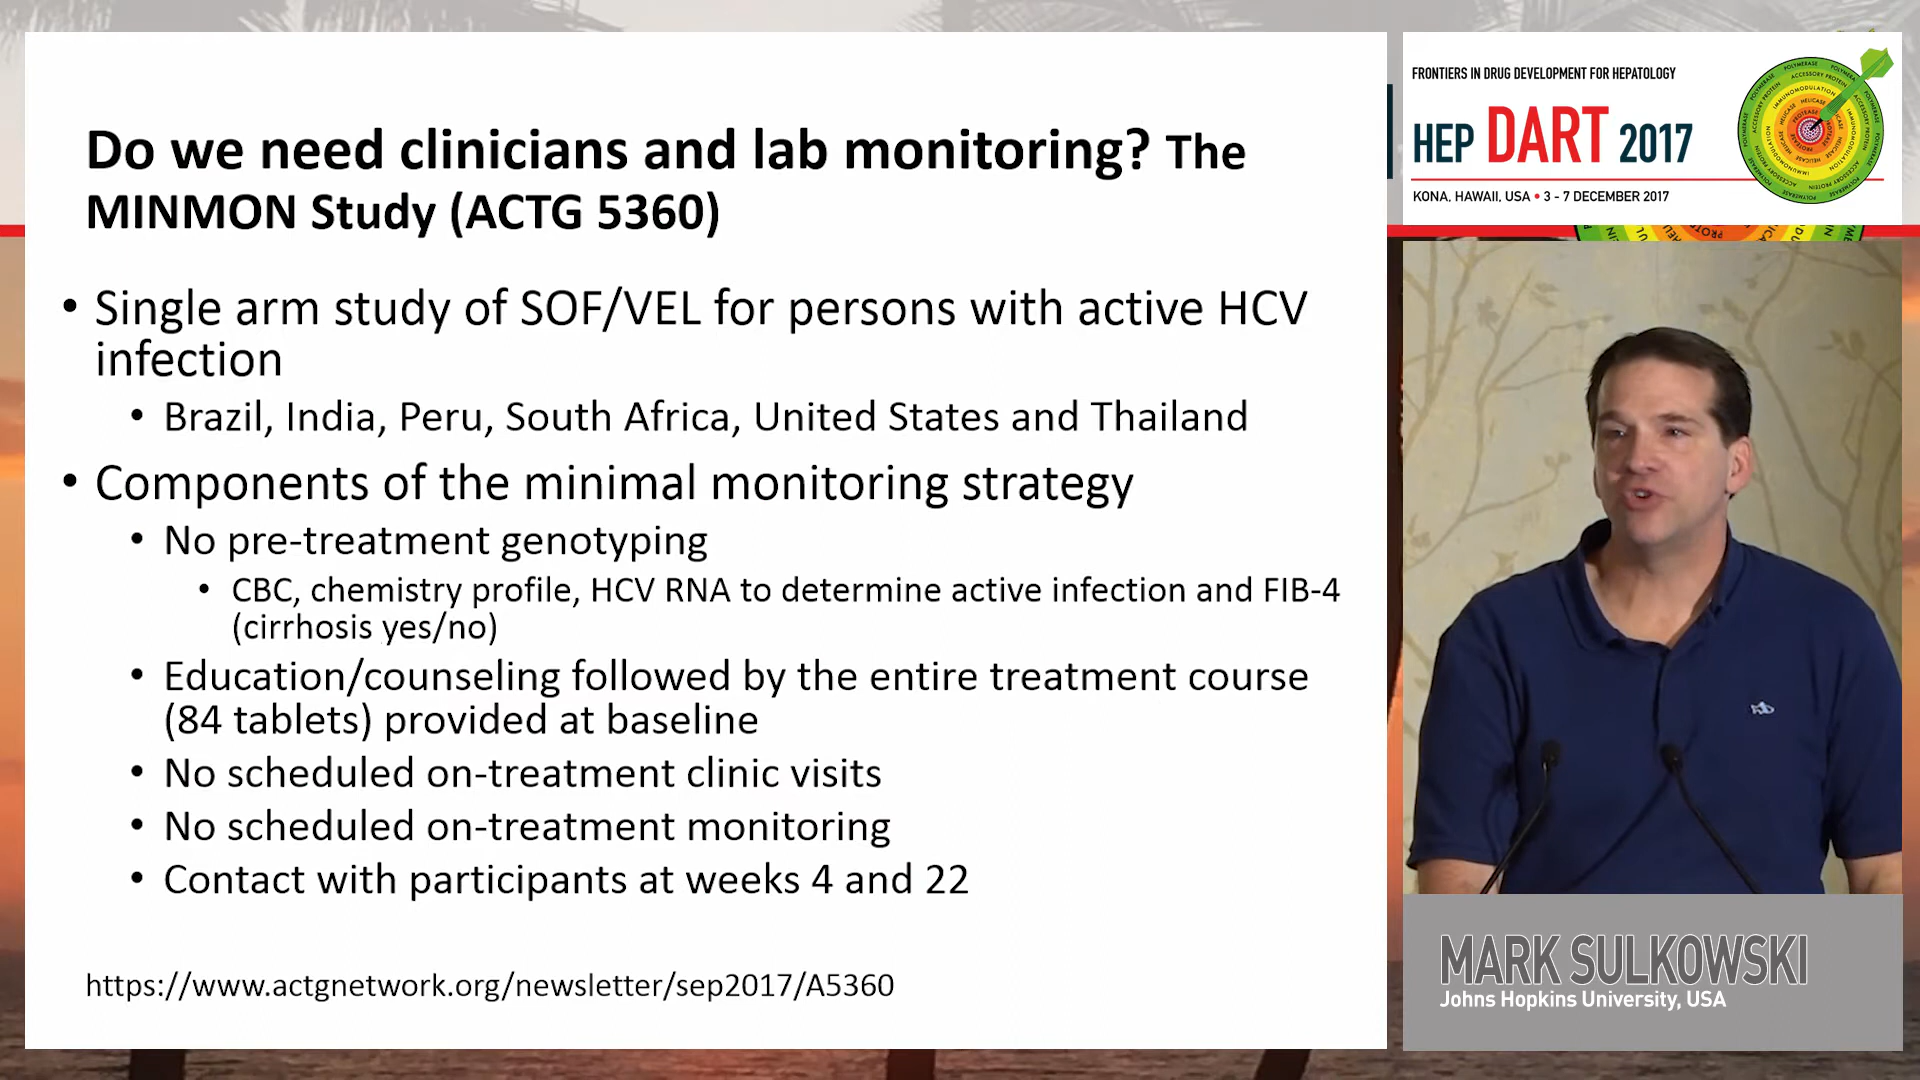 Do we need clinicians and lab monitoring? The
MINMON Study (ACTG 5360)
• Single arm study of SOF/VEL for persons with active HCV
infection
• Brazil, India, Peru, South Africa, United States and Thailand
• Components of the minimal monitoring strategy
• No pre-treatment genotyping
• CBC, chemistry profile, HCV RNA to determine active infection and FIB-4
(cirrhosis yes/no)
• Education/counseling followed by the entire treatment course
(84 tablets) provided at baseline
• No scheduled on-treatment clinic visits
• No scheduled on-treatment monitoring
• Contact with participants at weeks 4 and 22
https://www.actgnetwork.org/newsletter/sep2017/A5360
FRONTIERS IN DRUG DEVELOPMENT FOR HEPATOLOGY
HEP DART 2017
KONA, HAWAII, USA • 3 - 7 DECEMBER 2017
MARK SULKOWSKI
Johns Hopkins University, USA